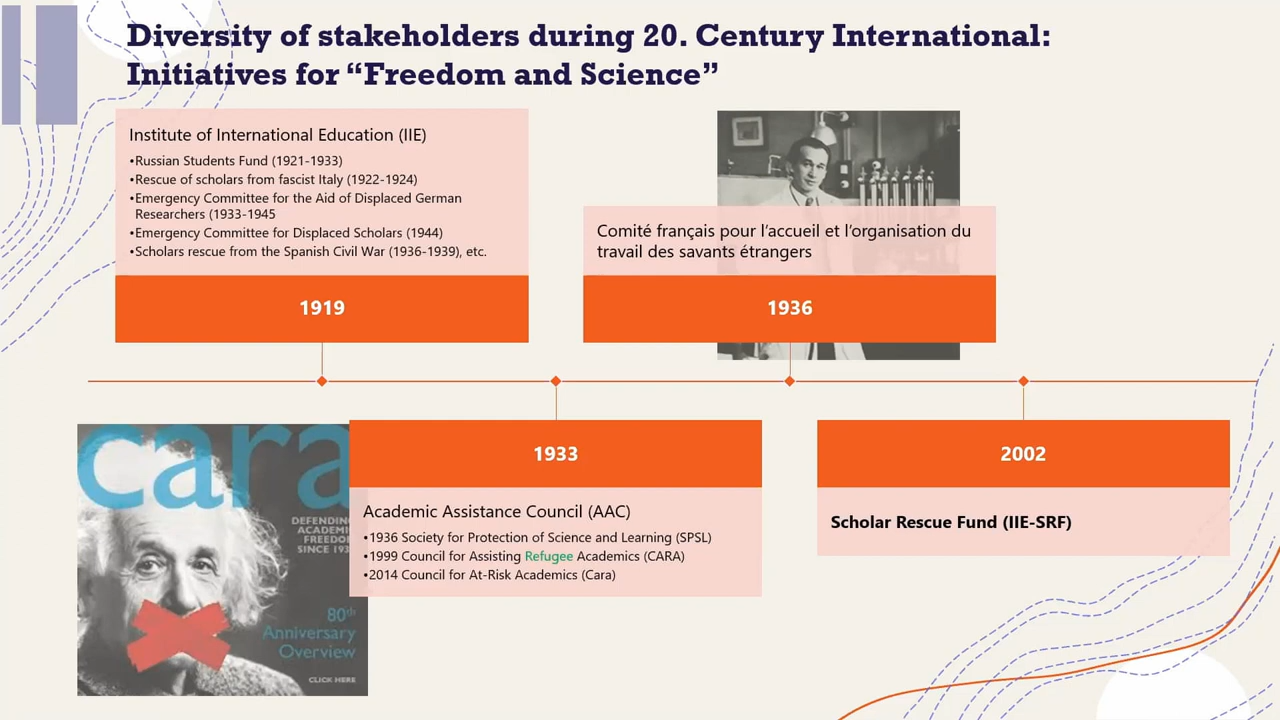 Diversity of stakeholders during 20. Century International:
Initiatives for “Freedom and Science”
Institute of International Education (IIE)
•Russian Students Fund (1921-1933)
•Rescue of scholars from fascist Italy (1922-1924)
•Emergency Committee for the Aid of Displaced German
Researchers (1933-1945
•Emergency Committee for Displaced Scholars (1944)
•Scholars rescue from the Spanish Civil War (1936-1939), etc.
1919
Comité français pour l’accueil et l’organisation du
travail des savants étrangers
1936
cara
DEFENDING
ACADEMIC
FREEDOM
SINCE 193
80th
Anniversary
Overview
CLICK HERE
1933
Academic Assistance Council (AAC)
•1936 Society for Protection of Science and Learning (SPSL)
•1999 Council for Assisting Refugee Academics (CARA)
•2014 Council for At-Risk Academics (Cara)
2002
Scholar Rescue Fund (IIE-SRF)